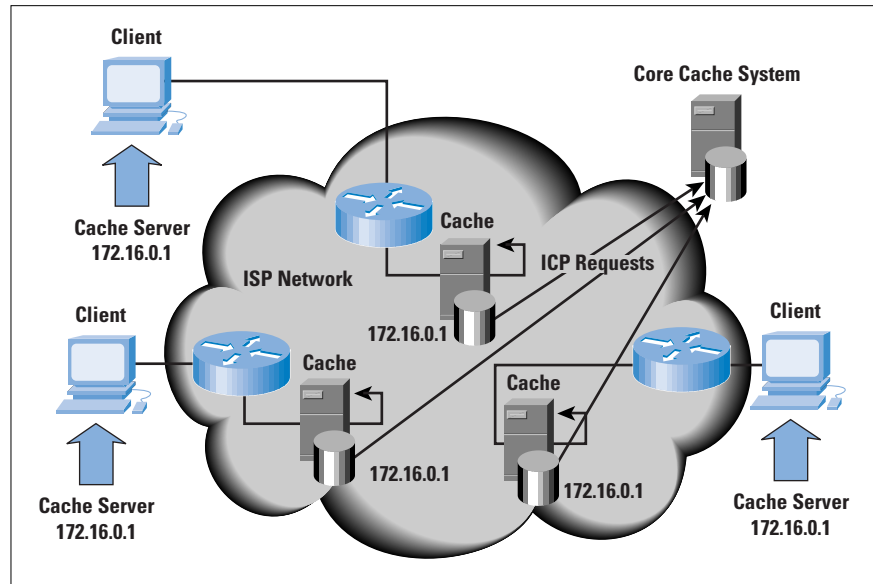 Client
Core Cache System
Cache Server
172.16.0.1
Cache
ISP Network
ICP Requests
Client
172.16.0.1
Client
Cache
Cache
172.16.0.1
172.16.0.1
Cache Server
172.16.0.1
Cache Server
172.16.0.1